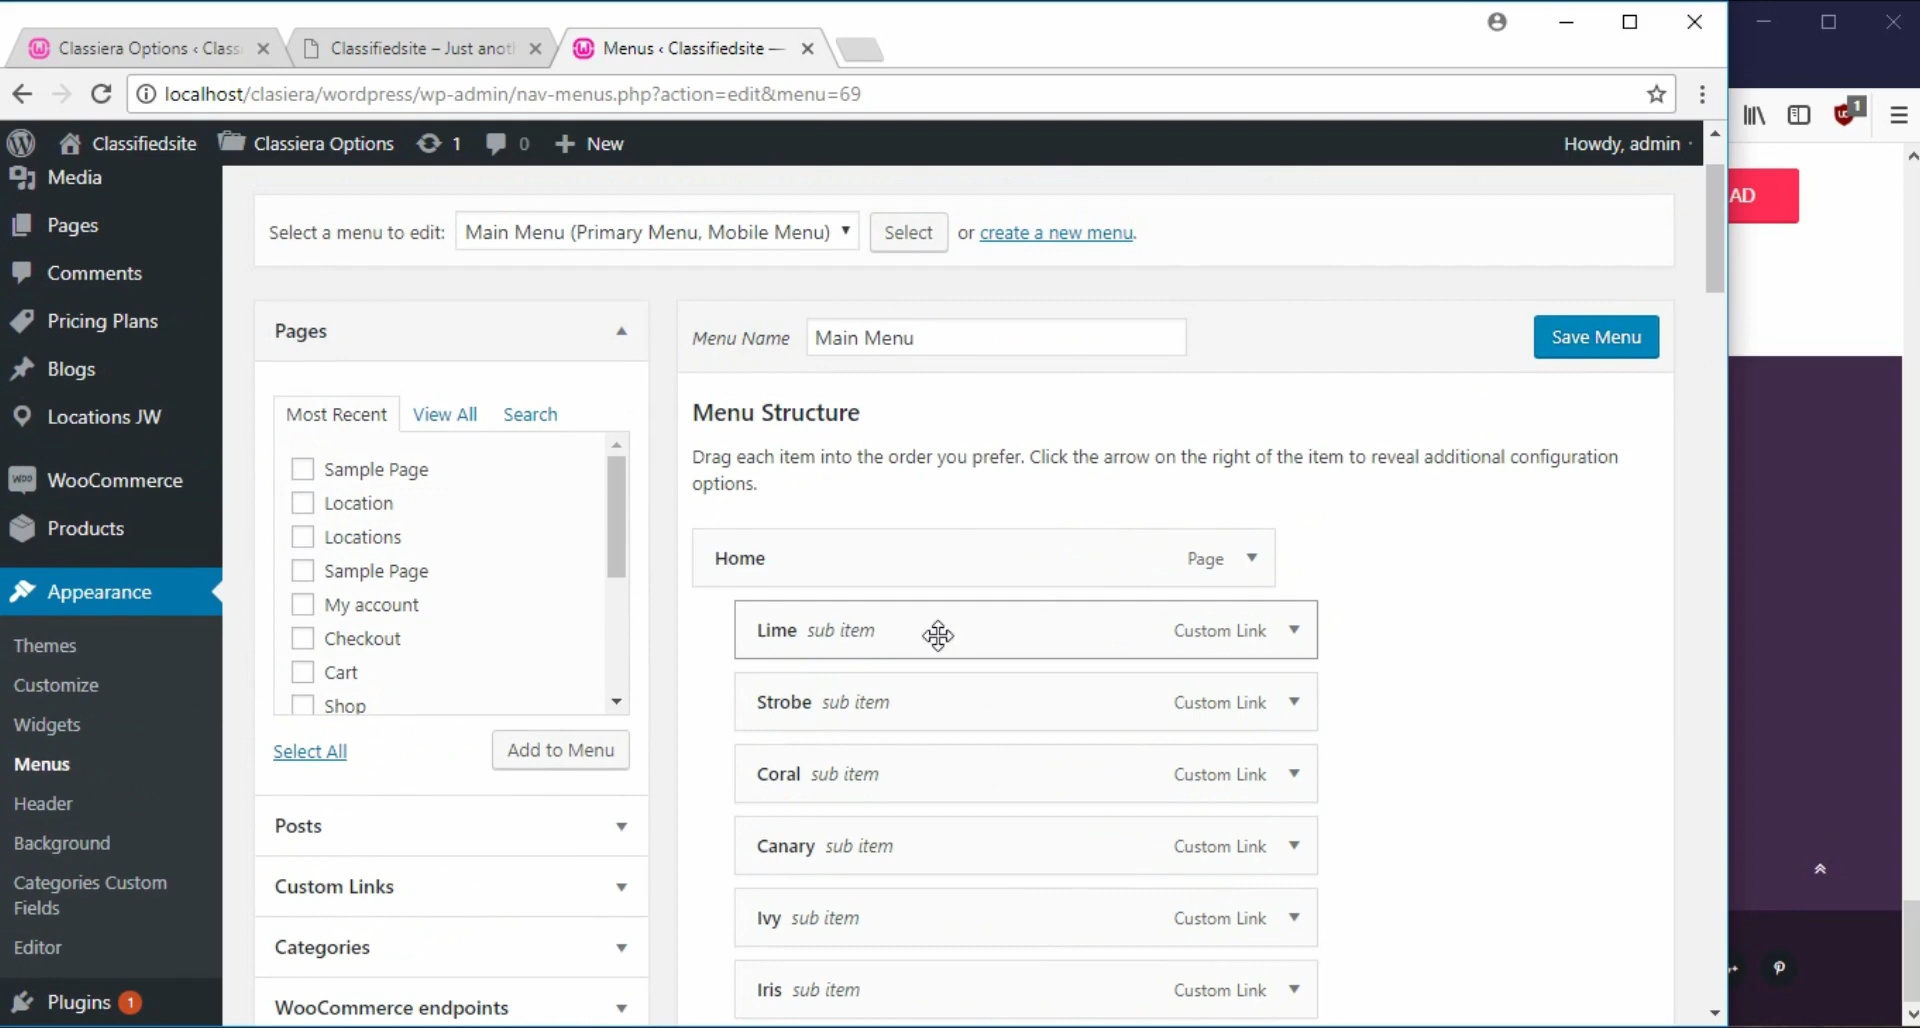 Classiera Options ‹ Class
Classifiedsite – Just anot
Menus ‹ Classifiedsite —
localhost/clasiera/wordpress/wp-admin/nav-menus.php?action=edit&menu=69
1
Classifiedsite
Classiera Options
1
0
New
Howdy, admin
AD
Media
Pages
Comments
Pricing Plans
Blogs
Locations JW
WooCommerce
Products
Appearance
Themes
Customize
Widgets
Menus
Header
Background
Categories Custom
Fields
Editor
Plugins 1
Select a menu to edit: Main Menu (Primary Menu, Mobile Menu) Select or create a new menu.
Pages
Most Recent View All Search
Sample Page
Location
Locations
Sample Page
My account
Checkout
Cart
Shop
Select All Add to Menu
Posts
Custom Links
Categories
WooCommerce endpoints
Menu Name Main Menu Save Menu
Menu Structure
Drag each item into the order you prefer. Click the arrow on the right of the item to reveal additional configuration
options.
Home Page
Lime sub item Custom Link
Strobe sub item Custom Link
Coral sub item Custom Link
Canary sub item Custom Link
Ivy sub item Custom Link
Iris sub item Custom Link